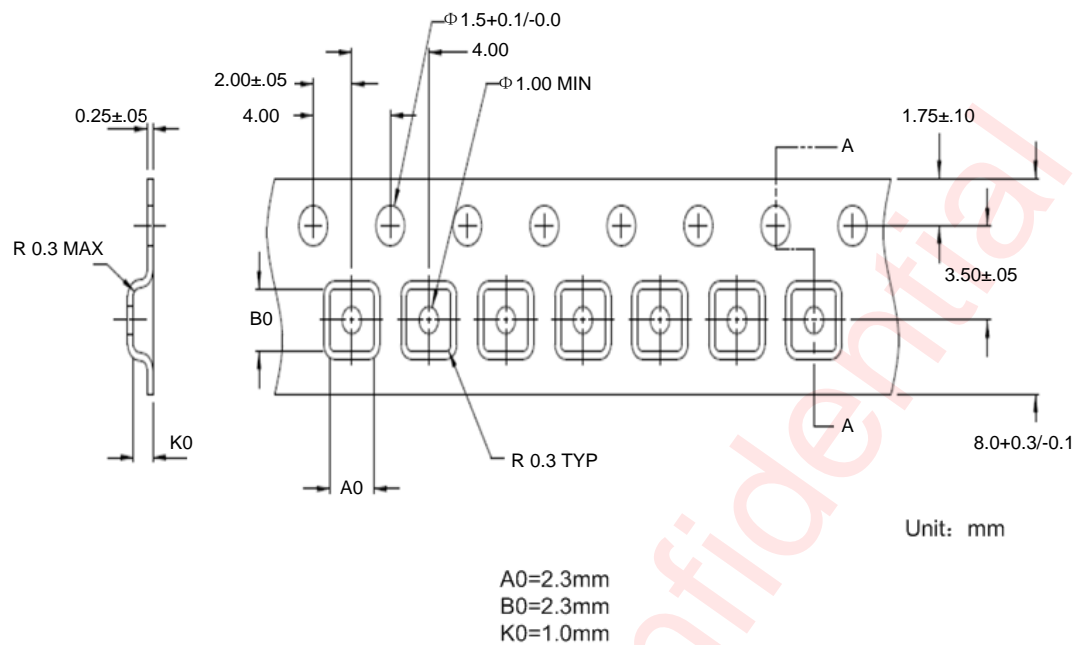 Φ1.5+0.1/-0.0
4.00
2.00±.05
Φ1.00 MIN
0.25±.05
4.00
1.75±.10
A
R 0.3 MAX
3.50±.05
B0
K0
A
8.0+0.3/-0.1
R 0.3 TYP
A0
Unit: mm
A0=2.3mm
B0=2.3mm
K0=1.0mm
nfidential